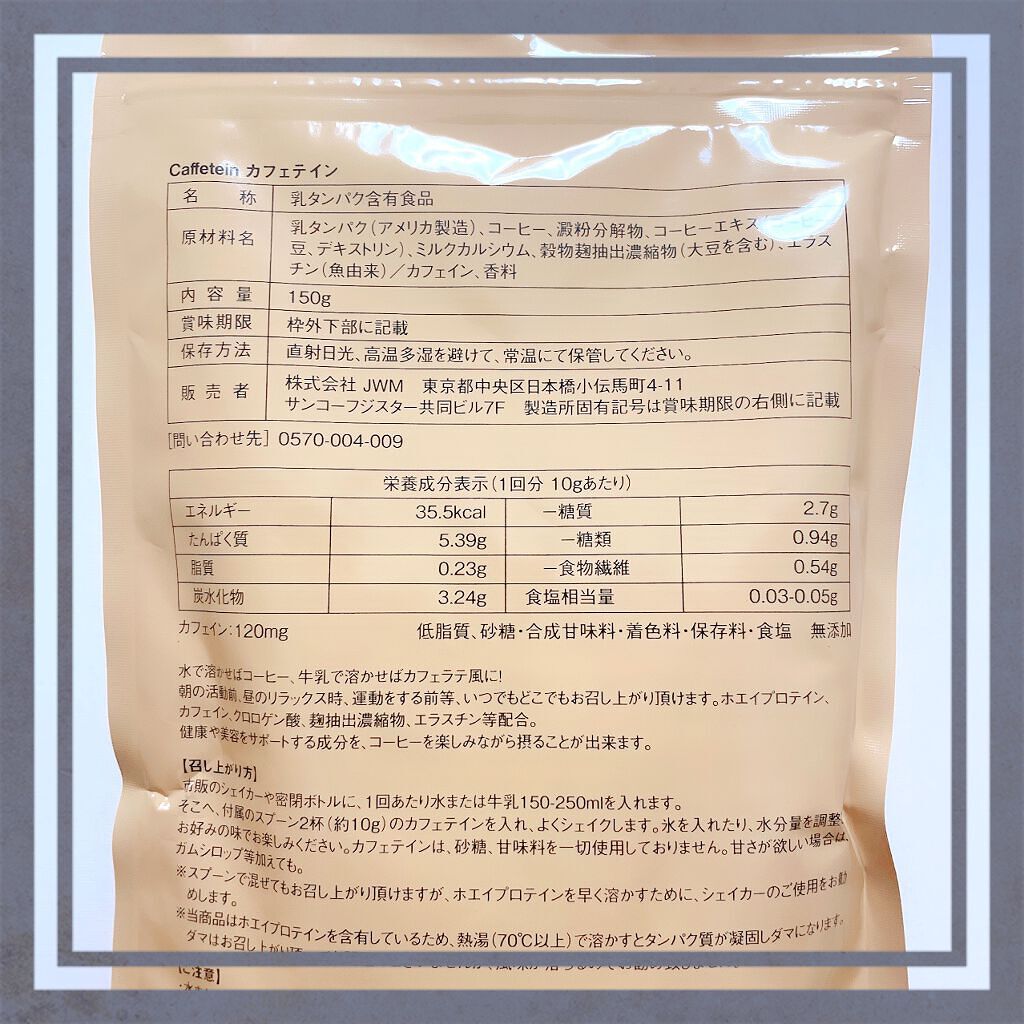 Caffetein カフェテイン
名 称 乳タンパク含有食品
原材料名 乳タンパク(アメリカ製造)、コーヒー、澱粉分解物、コーヒーエキス
豆、デキストリン)、ミルクカルシウム、穀物麹抽出濃縮物(大豆を含む)、エラス
チン(魚由来)/カフェイン、香料
内 容 量 150g
賞味期限 枠外下部に記載
保存方法 直射日光、高温多湿を避けて、常温にて保管してください。
販 売 者 株式会社 JWM 東京都中央区日本橋小伝馬町4-11
サンコーフジスター共同ビル7F 製造所固有記号は賞味期限の右側に記載
[問い合わせ先] 0570-004-009
栄養成分表示(1回分 10gあたり)
エネルギー 35.5kcal −糖質 2.7g
たんぱく質 5.39g −糖類 0.94g
脂質 0.23g −食物繊維 0.54g
炭水化物 3.24g 食塩相当量 0.03-0.05g
カフェイン:120mg 低脂質、砂糖・合成甘味料・着色料・保存料・食塩 無添加
水で溶かせばコーヒー、牛乳で溶かせばカフェラテ風に!
朝の活動前、昼のリラックス時、運動をする前等、いつでもどこでもお召し上がり頂けます。ホエイプロテイン、
カフェイン、クロロゲン酸、麹抽出濃縮物、エラスチン等配合。
健康や美容をサポートする成分を、コーヒーを楽しみながら摂ることが出来ます。
【召し上がり方】
市販のシェイカーや密閉ボトルに、1回あたり水または牛乳150-250mlを入れます。
そこへ、付属のスプーン2杯(約10g)のカフェテインを入れ、よくシェイクします。氷を入れたり、水分量を調整
お好みの味でお楽しみください。カフェテインは、砂糖、甘味料を一切使用しておりません。甘さが欲しい場合は、
ガムシロップ等加えても。
※スプーンで混ぜてもお召し上がり頂けますが、ホエイプロテインを早く溶かすために、シェイカーのご使用をお勧
めします。
※当商品はホエイプロテインを含有しているため、熱湯(70℃以上)で溶かすとタンパク質が凝固しダマになります。
ダマはお召し上がり
ご注意】